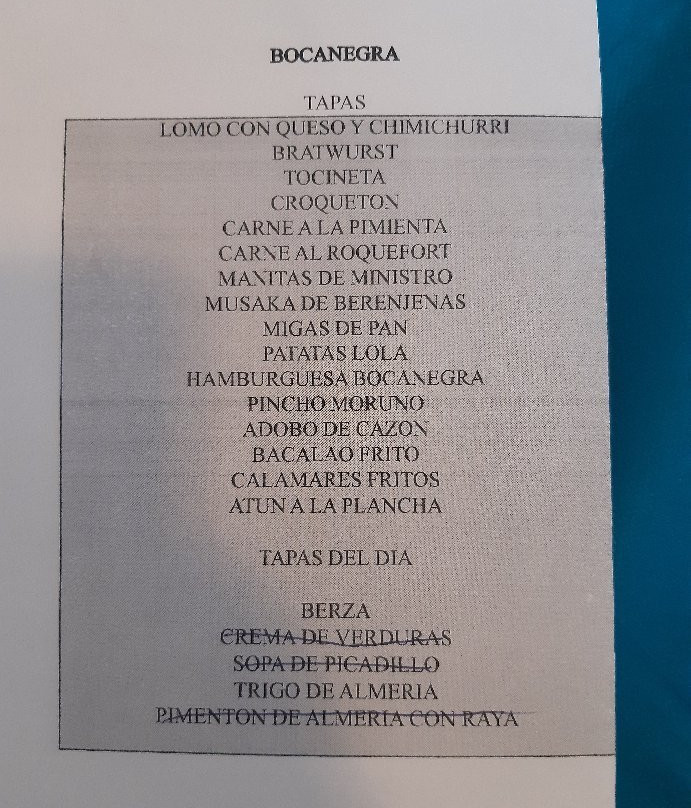 BOCANEGRA
TAPAS
LOMO CON QUESO Y CHIMICHURRI
BRATWURST
TOCINETA
CROQUETON
CARNE A LA PIMIENTA
CARNE AL ROQUEFORT
MANITAS DE MINISTRO
MUSAKA DE BERENJENAS
MIGAS DE PAN
PATATAS LOLA
HAMBURGUESA BOCANEGRA
PINCHO MORUNO
ADOBO DE CAZON
BACALAO FRITO
CALAMARES FRITOS
ATUN A LA PLANCHA
TAPAS DEL DIA
BERZA
CREMA DE VERDURAS
SOPA DE PICADILLO
TRIGO DE ALMERIA
PIMENTON DE ALMERIA CON RAYA